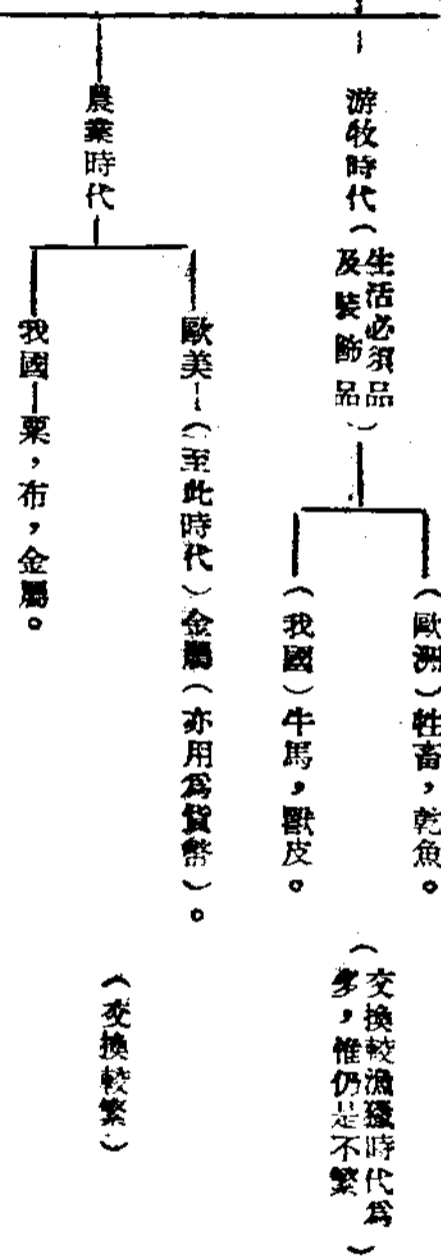 游牧時代(生活必須品
及裝飾品)
(歐洲)牲畜,乾魚。
(我國)牛馬,獸皮。
(交換較漁獵時代爲
多,惟仍是不繁)
農業時代
歐美—(至此時代)金屬(亦用爲貨幣)。
我國—粟,布,金屬。
(交換較繁)